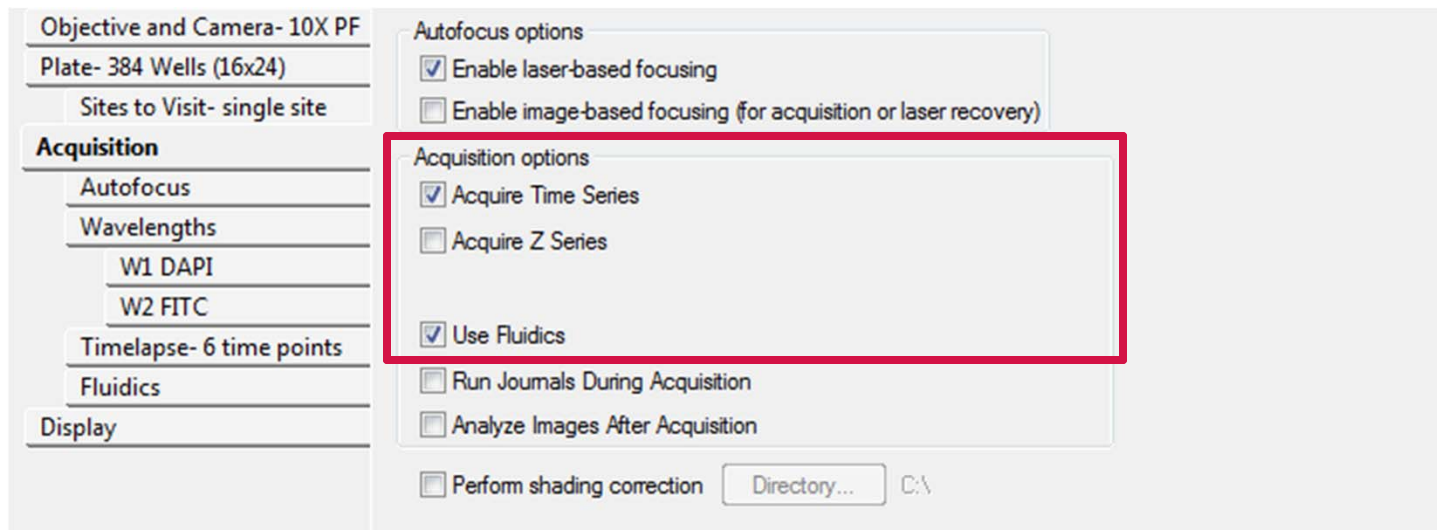 Objective and Camera- 10X PF
Plate- 384 Wells (16x24)
Sites to Visit- single site
Acquisition
Autofocus
Wavelengths
W1 DAPI
W2 FITC
Timelapse- 6 time points
Fluidics
Display
Autofocus options
Enable laser-based focusing
Enable image-based focusing (for acquisition or laser recovery)
Acquisition options
Acquire Time Series
Acquire Z Series
Use Fluidics
Run Journals During Acquisition
Analyze Images After Acquisition
Perform shading correction Directory... C:\